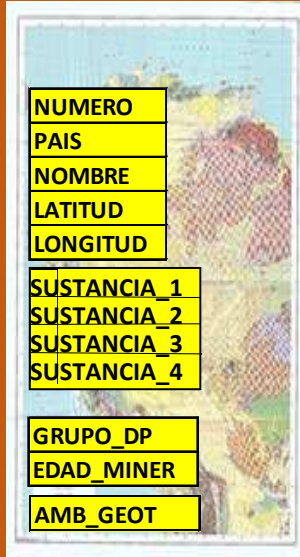 NUMERO
PAIS
NOMBRE
LATITUD
LONGITUD
SUSTANCIA_1
SUSTANCIA_2
SUSTANCIA_3
SUSTANCIA_4
GRUPO_DP
EDAD_MINER
AMB_GEOT